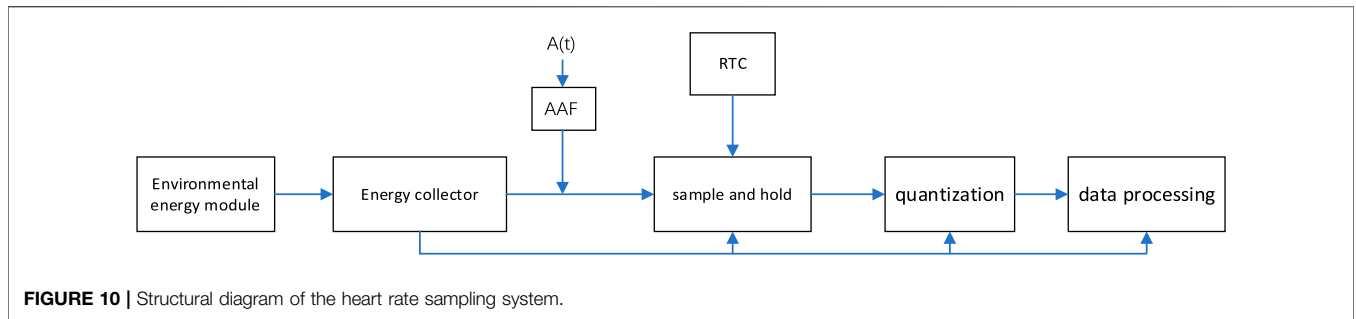 A(t)
RTC
AAF
Environmental
energy module
Energy collector
sample and hold
quantization
data processing
FIGURE 10 | Structural diagram of the heart rate sampling system.